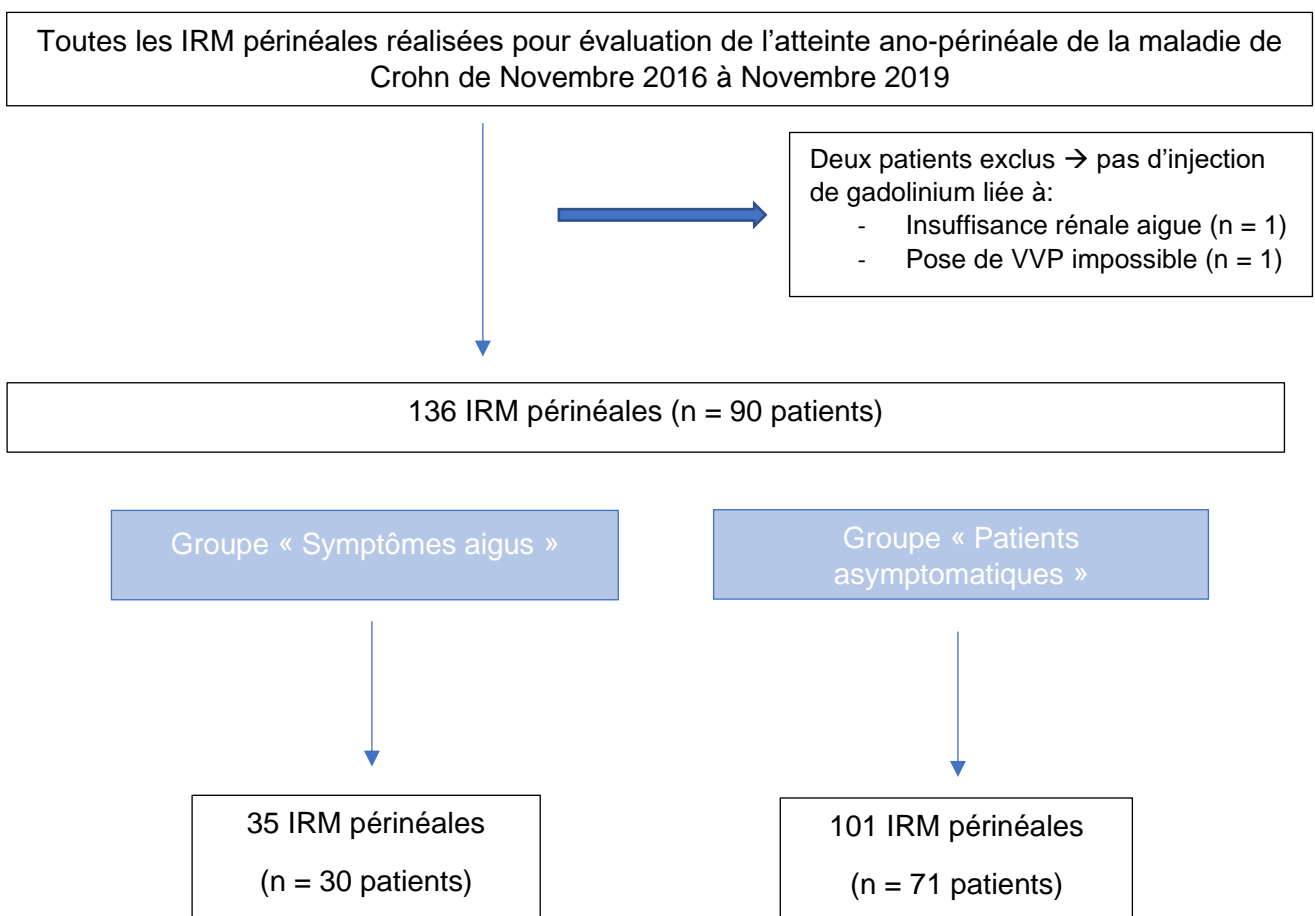 Toutes les IRM périnéales réalisées pour évaluation de l’atteinte ano-périnéale de la maladie de
Crohn de Novembre 2016 à Novembre 2019
Deux patients exclus → pas d’injection
de gadolinium liée à:
- Insuffisance rénale aigue (n = 1)
- Pose de VVP impossible (n = 1)
136 IRM périnéales (n = 90 patients)
Groupe « Symptômes aigus »
Groupe « Patients
asymptomatiques »
35 IRM périnéales
(n = 30 patients)
101 IRM périnéales
(n = 71 patients)